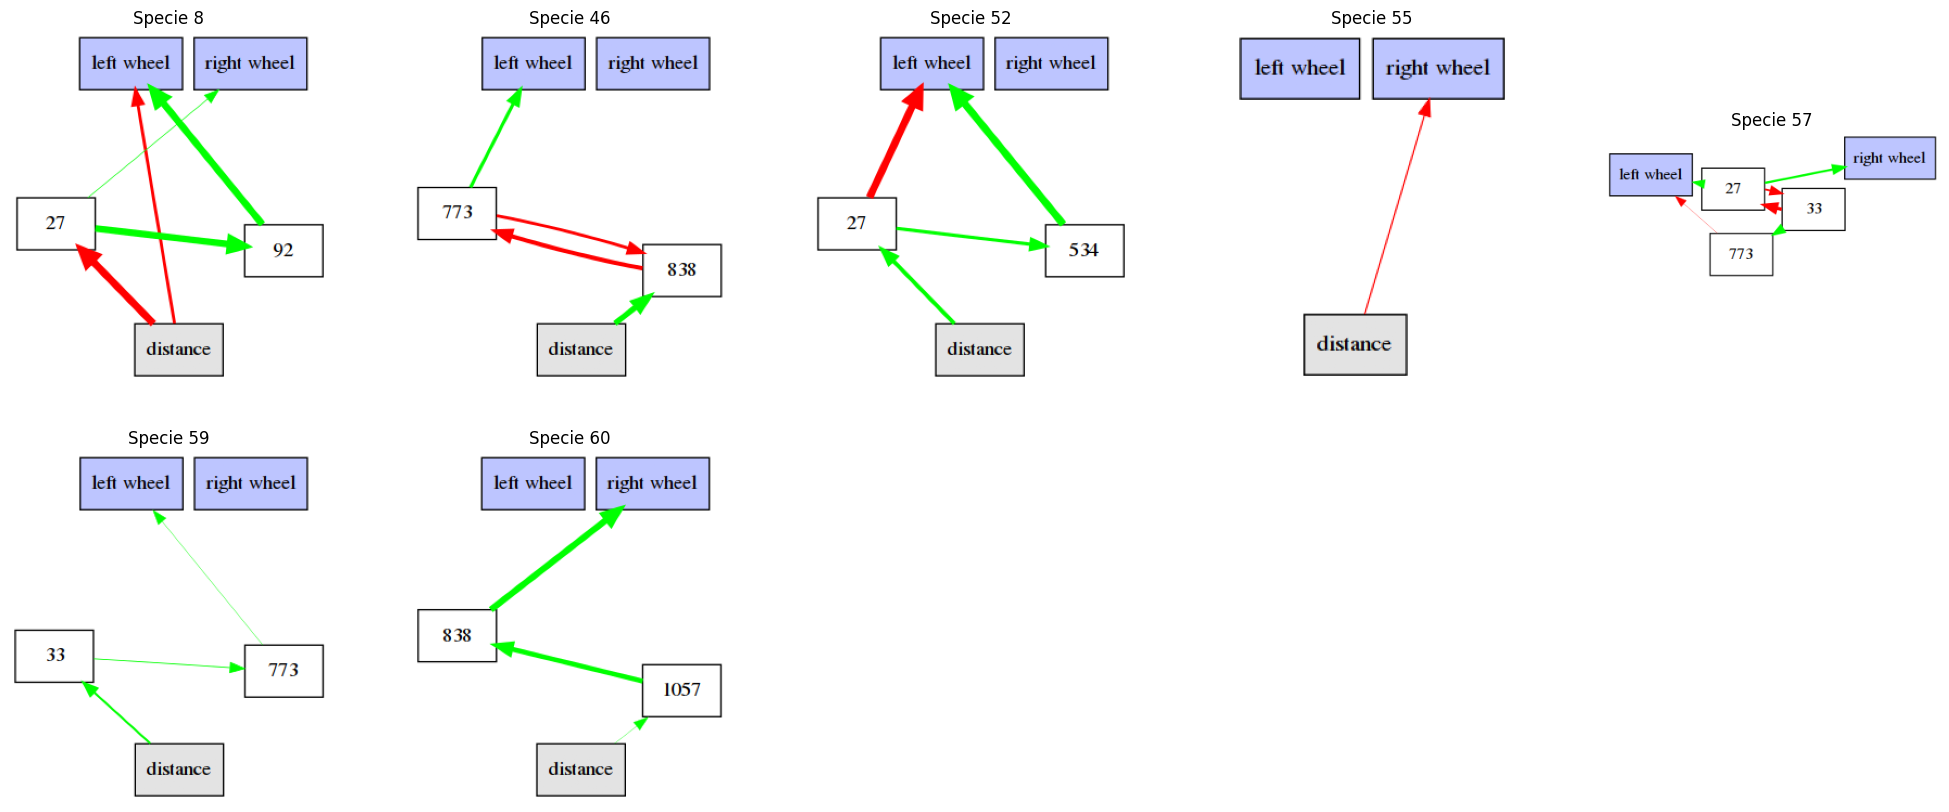 Specie 8
left wheel
right wheel
27
92
distance
Specie 46
left wheel
right wheel
773
838
distance
Specie 52
left wheel
right wheel
27
534
distance
Specie 55
left wheel
right wheel
distance
Specie 57
left wheel
27
right wheel
33
773
Specie 59
left wheel
right wheel
33
773
distance
Specie 60
left wheel
right wheel
838
1057
distance